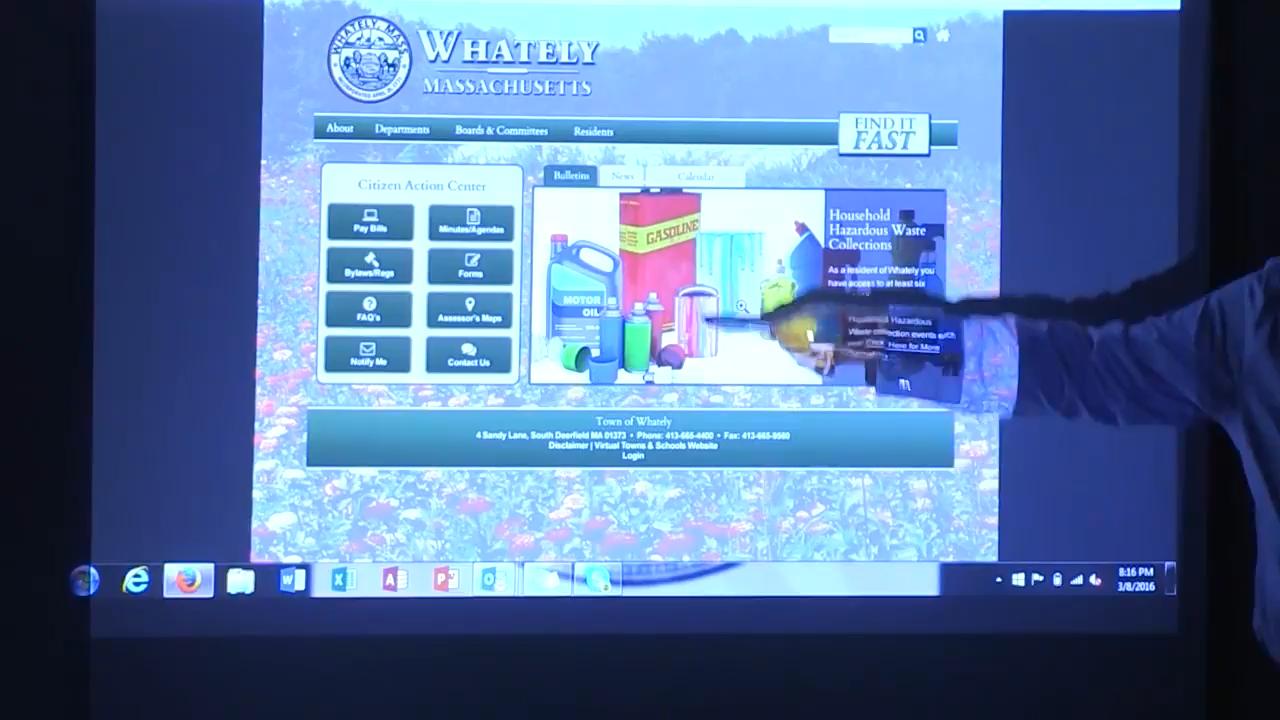 WHATELY, MASS.
WHATELY
MASSACHUSETTS
About Departments Boards & Committees Residents
FIND IT
FAST
Citizen Action Center
Pay Bills
Minutes/Agendas
Bylaws/Regs
Forms
FAQ's
Assessor's Maps
Notify Me
Contact Us
Bulletins News Calendar
GASOLINE
MOTOR
OIL
Household
Hazardous Waste
Collections
As a resident of Whately you
have access to at least six
Hazardous
Waste collection events each
Here for More
Town of Whately
4 Sandy Lane, South Deerfield MA 01373 • Phone: 413-665-4400 • Fax: 413-665-9560
Disclaimer | Virtual Towns & Schools Website
Login
8:16 PM
3/8/2016